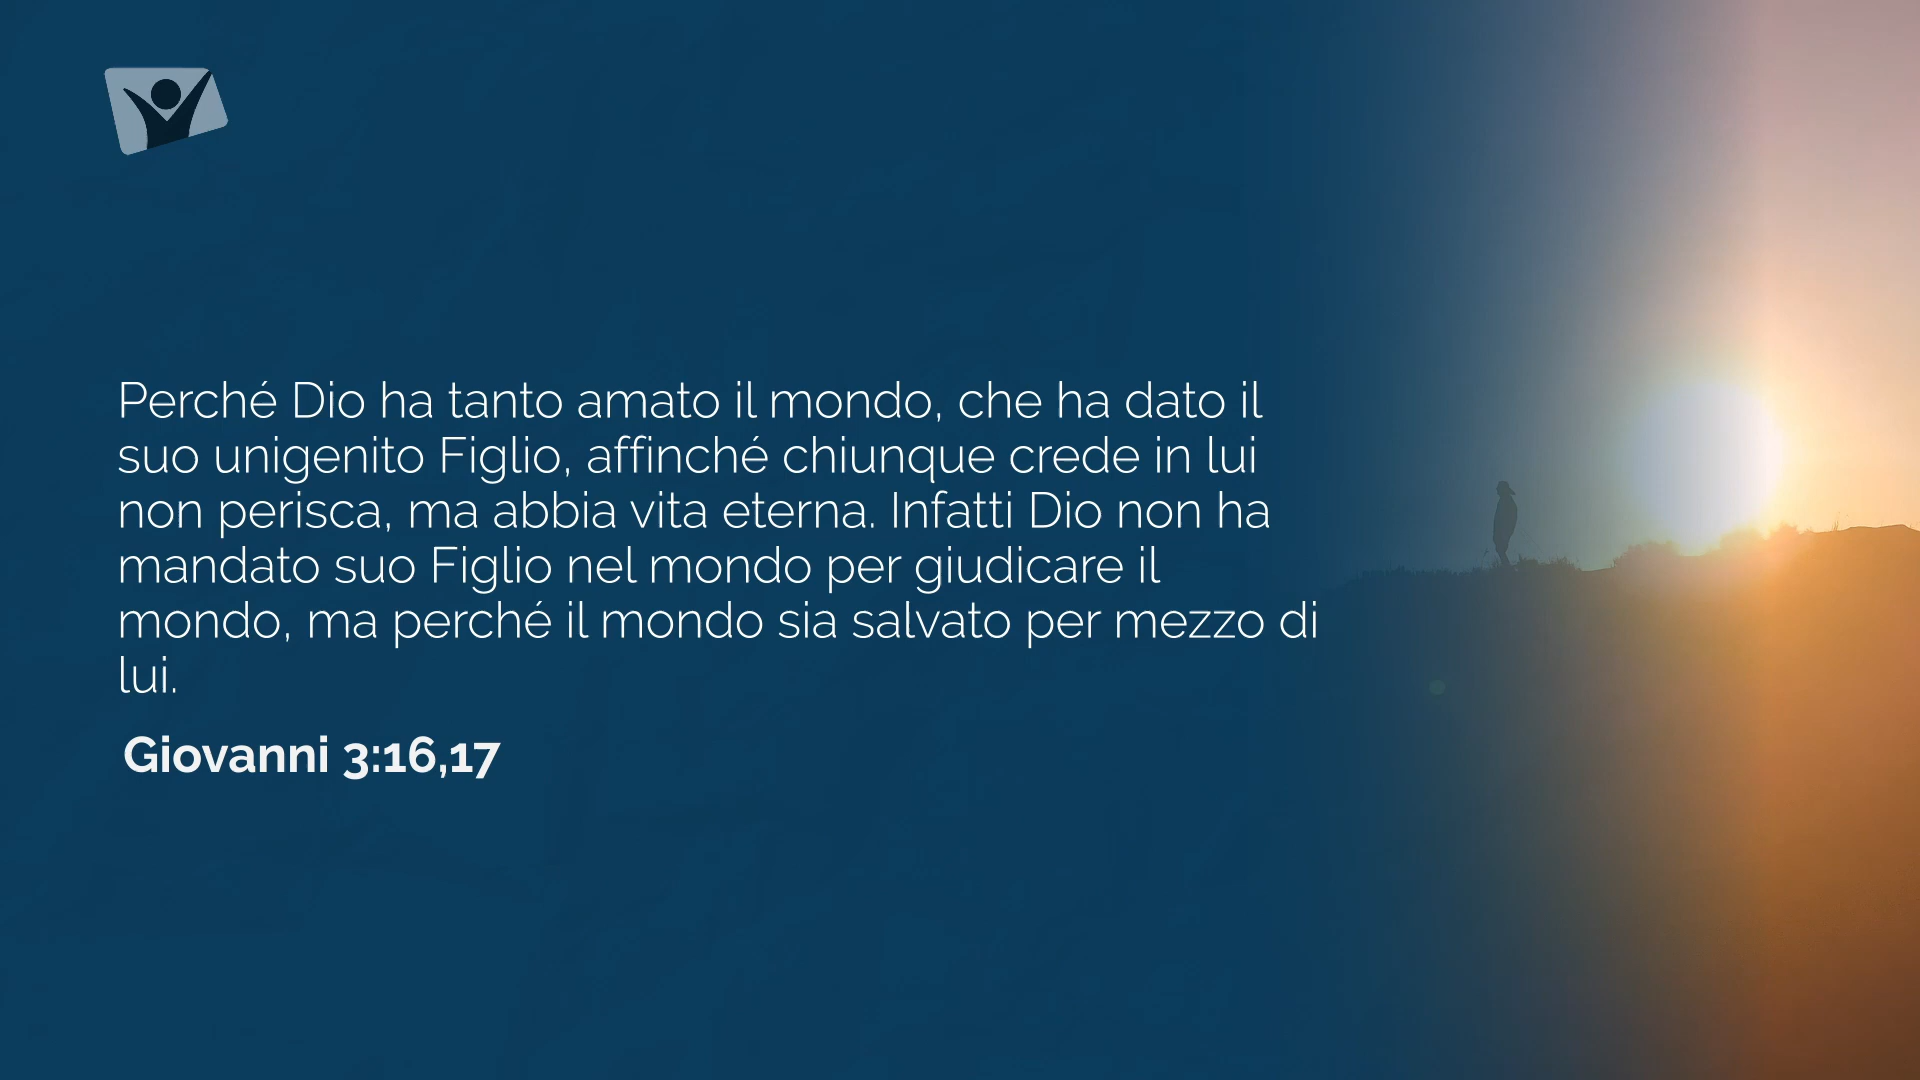 Perché Dio ha tanto amato il mondo, che ha dato il
suo unigenito Figlio, affinché chiunque crede in lui
non perisca, ma abbia vita eterna. Infatti Dio non ha
mandato suo Figlio nel mondo per giudicare il
mondo, ma perché il mondo sia salvato per mezzo di
lui.
Giovanni 3:16,17